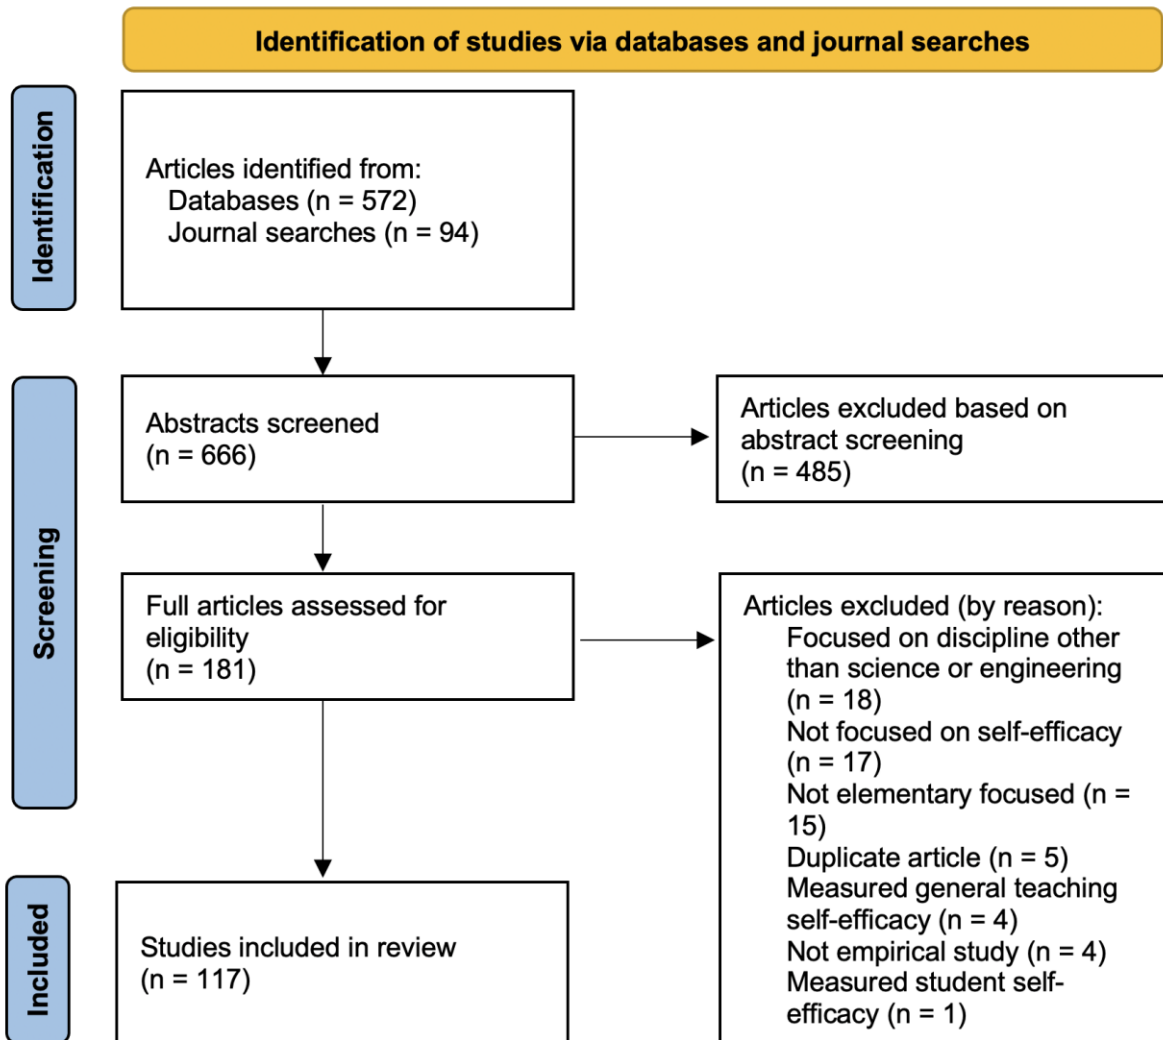 Identification of studies via databases and journal searches
Identification
Articles identified from:
Databases (n = 572)
Journal searches (n = 94)
Screening
Abstracts screened
(n = 666)
Articles excluded based on
abstract screening
(n = 485)
Full articles assessed for
eligibility
(n = 181)
Articles excluded (by reason):
Focused on discipline other
than science or engineering
(n = 18)
Not focused on self-efficacy
(n = 17)
Not elementary focused (n =
15)
Duplicate article (n = 5)
Measured general teaching
self-efficacy (n = 4)
Not empirical study (n = 4)
Measured student self-
efficacy (n = 1)
Included
Studies included in review
(n = 117)